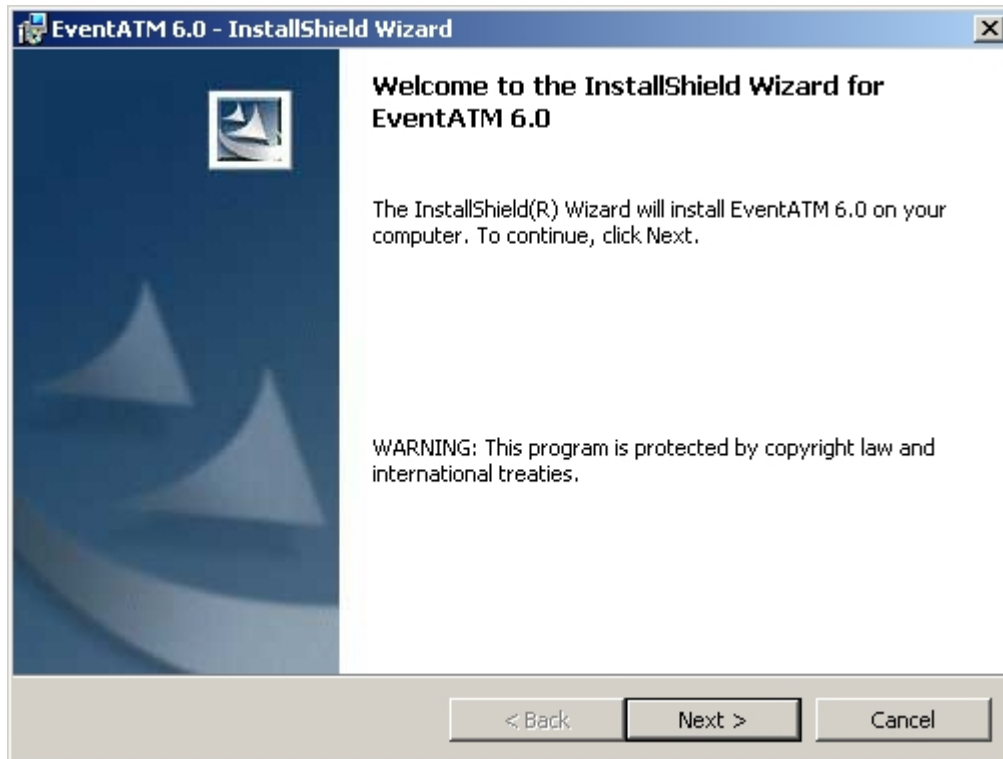 EventATM 6.0 - InstallShield Wizard
Welcome to the InstallShield Wizard for
EventATM 6.0
The InstallShield(R) Wizard will install EventATM 6.0 on your
computer. To continue, click Next.
WARNING: This program is protected by copyright law and
international treaties.
< Back
Next >
Cancel